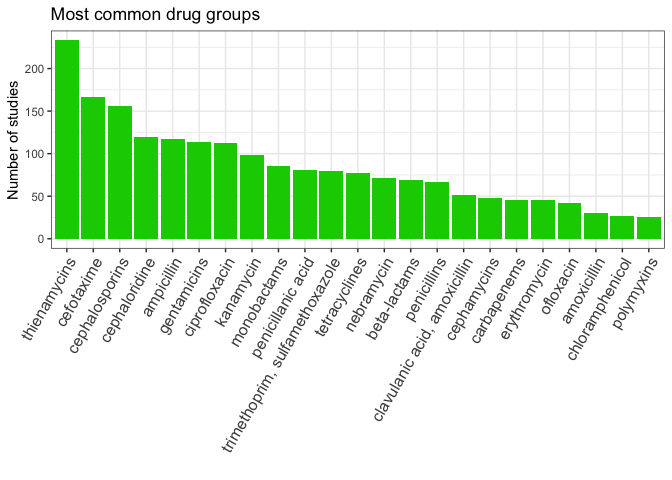 Most common drug groups
Number of studies
200
150
100
50
0
thienamycins
cefotaxime
cephalosporins
cephaloridine
ampicillin
gentamicins
ciprofloxacin
kanamycin
monobactams
penicillanic acid
trimethoprim, sulfamethoxazole
tetracyclines
nebramycin
beta-lactams
penicillins
clavulanic acid, amoxicillin
cephamycins
carbapenems
erythromycin
ofloxacin
amoxicillin
chloramphenicol
polymyxins